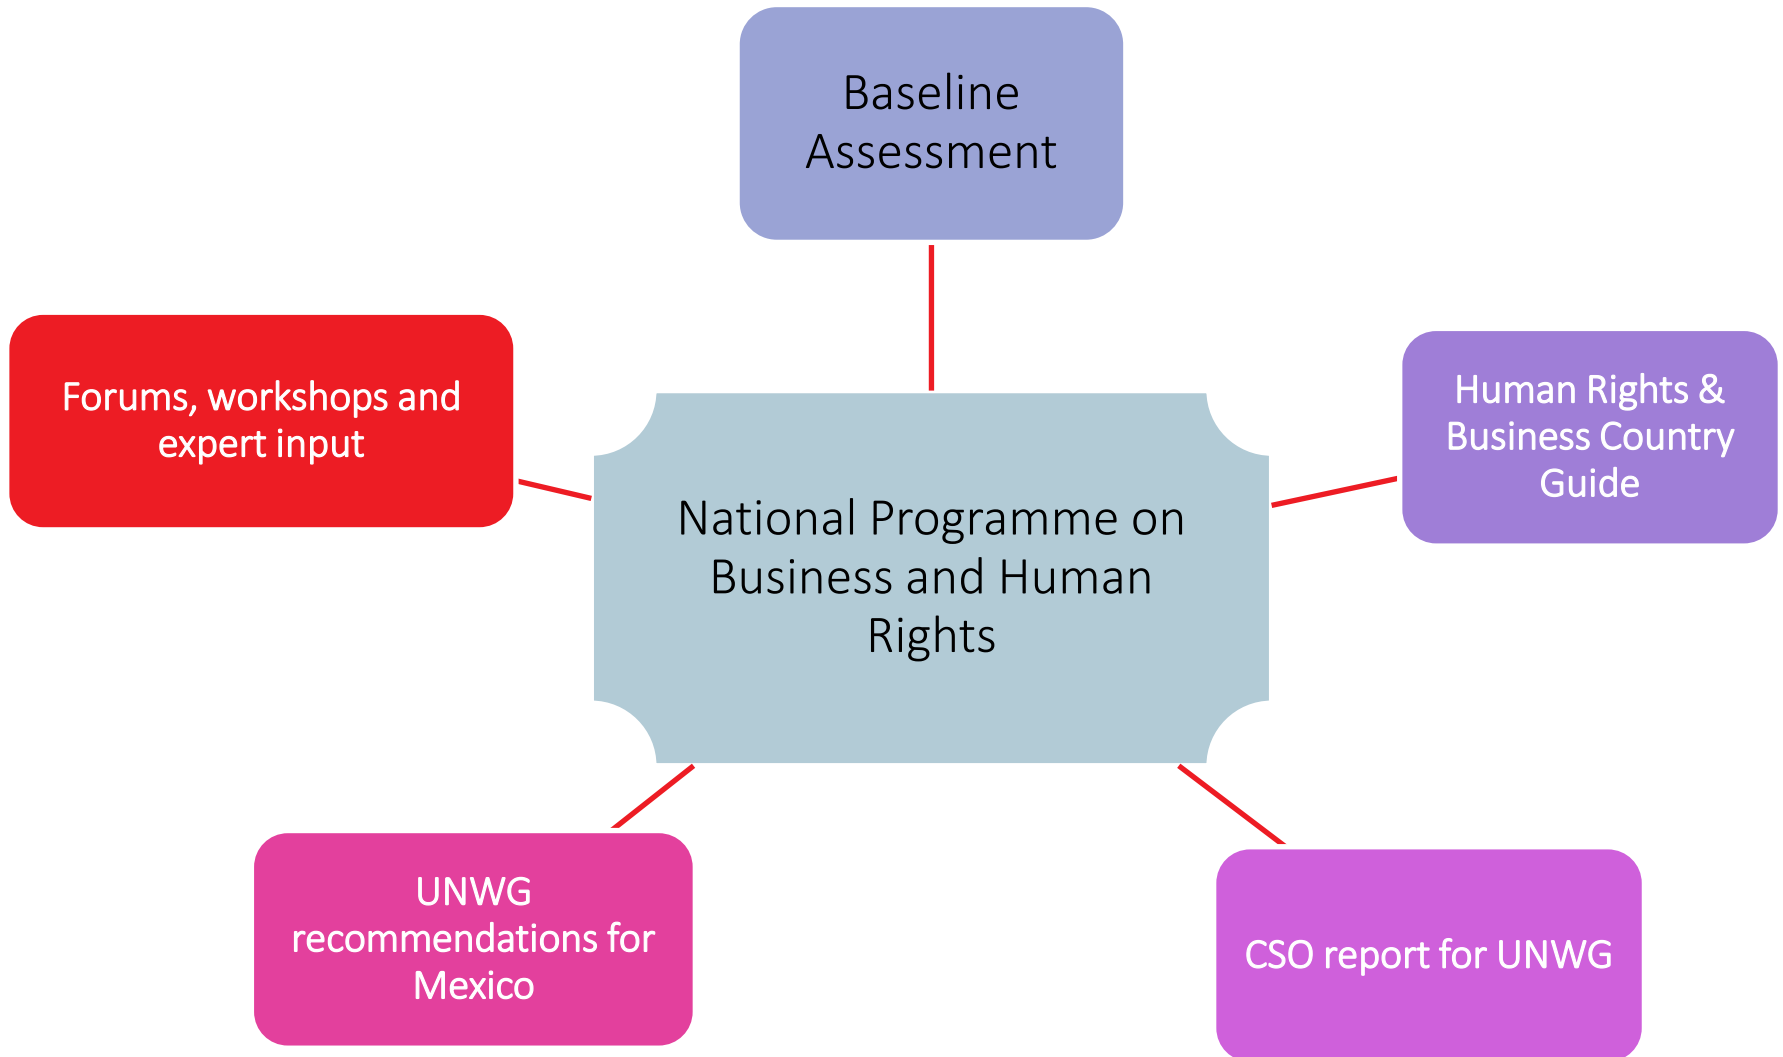 Baseline
Assessment
Forums, workshops and
expert input
Human Rights &
Business Country
Guide
National Programme on
Business and Human
Rights
UNWG
recommendations for
Mexico
CSO report for UNWG